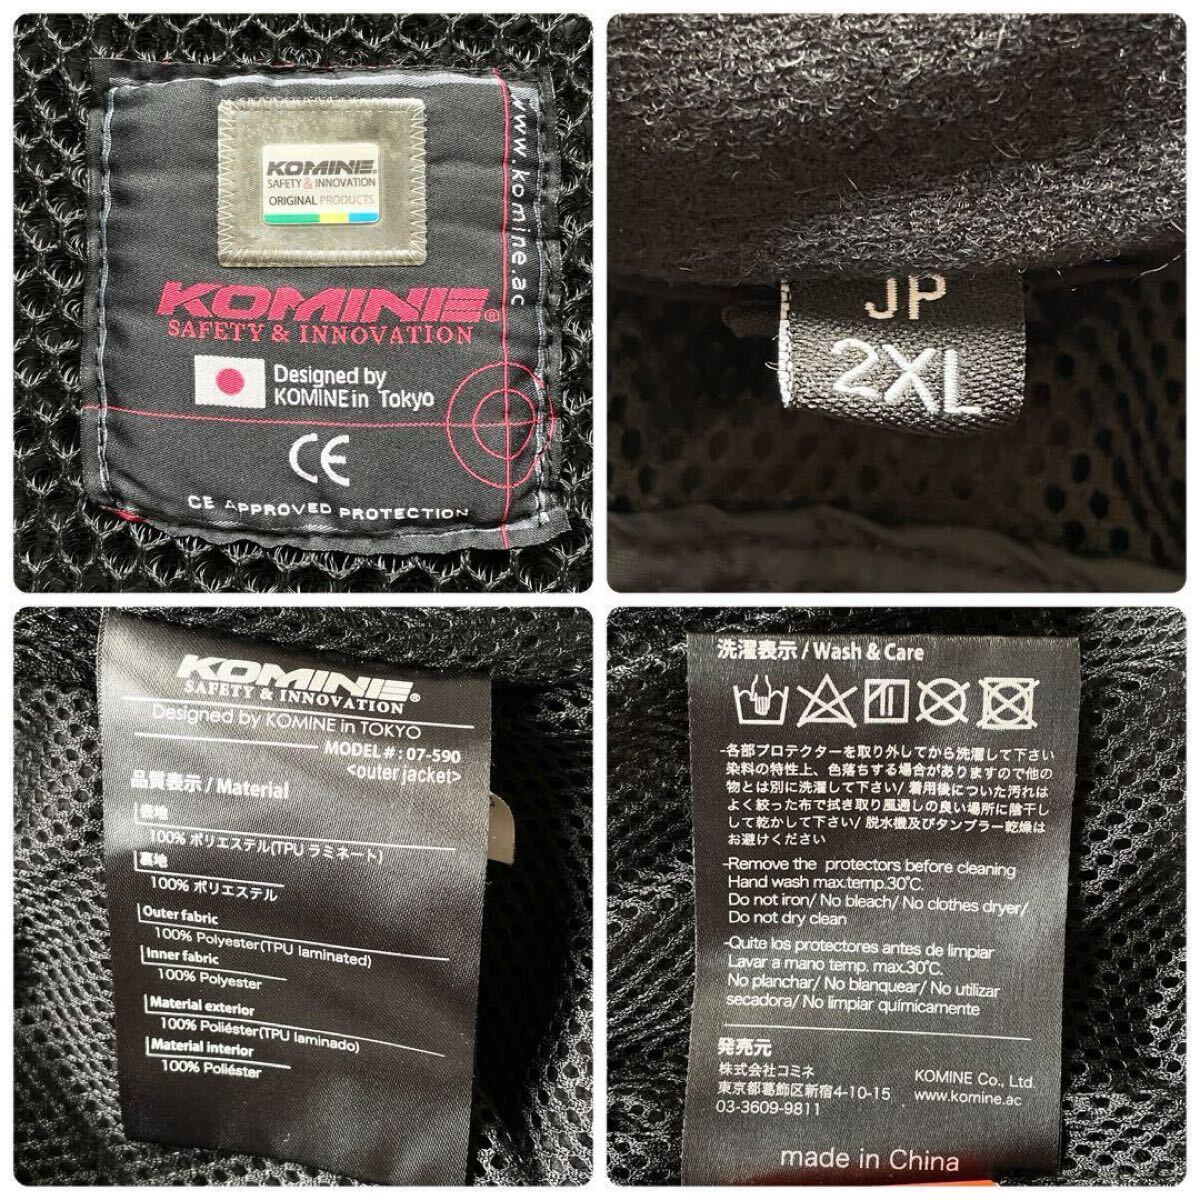 KOMINE
SAFETY & INNOVATION
ORIGINAL PRODUCTS
www.komine.ac
KOMINE®
SAFETY & INNOVATION
Designed by
KOMINE in Tokyo
CE
CE APPROVED PROTECTION
JP
2XL
KOMINE®
SAFETY & INNOVATION
Designed by KOMINE in TOKYO
MODEL # : 07-590
<outer jacket>
品質表示 / Material
表地
100% ポリエステル(TPU ラミネート)
裏地
100% ポリエステル
Outer fabric
100% Polyester(TPU laminated)
Inner fabric
100% Polyester
Material exterior
100% Poliéster(TPU laminado)
Material interior
100% Poliéster
洗濯表示 / Wash & Care
-各部プロテクターを取り外してから洗濯して下さい
染料の特性上、色落ちする場合がありますので他の
物とは別に洗濯して下さい/ 着用後についた汚れは
よく絞った布で拭き取り風通しの良い場所に陰干し
して乾かして下さい/ 脱水機及びタンブラー乾燥は
お避けください
-Remove the protectors before cleaning
Hand wash max.temp.30°C.
Do not iron/ No bleach/ No clothes dryer/
Do not dry clean
-Quite los protectores antes de limpiar
Lavar a mano temp. max.30°C.
No planchar/ No blanquear/ No utilizar
secadora/ No limpiar químicamente
発売元
株式会社コミネ
東京都葛飾区新宿4-10-15
03-3609-9811
KOMINE Co., Ltd.
www.komine.ac
made in China